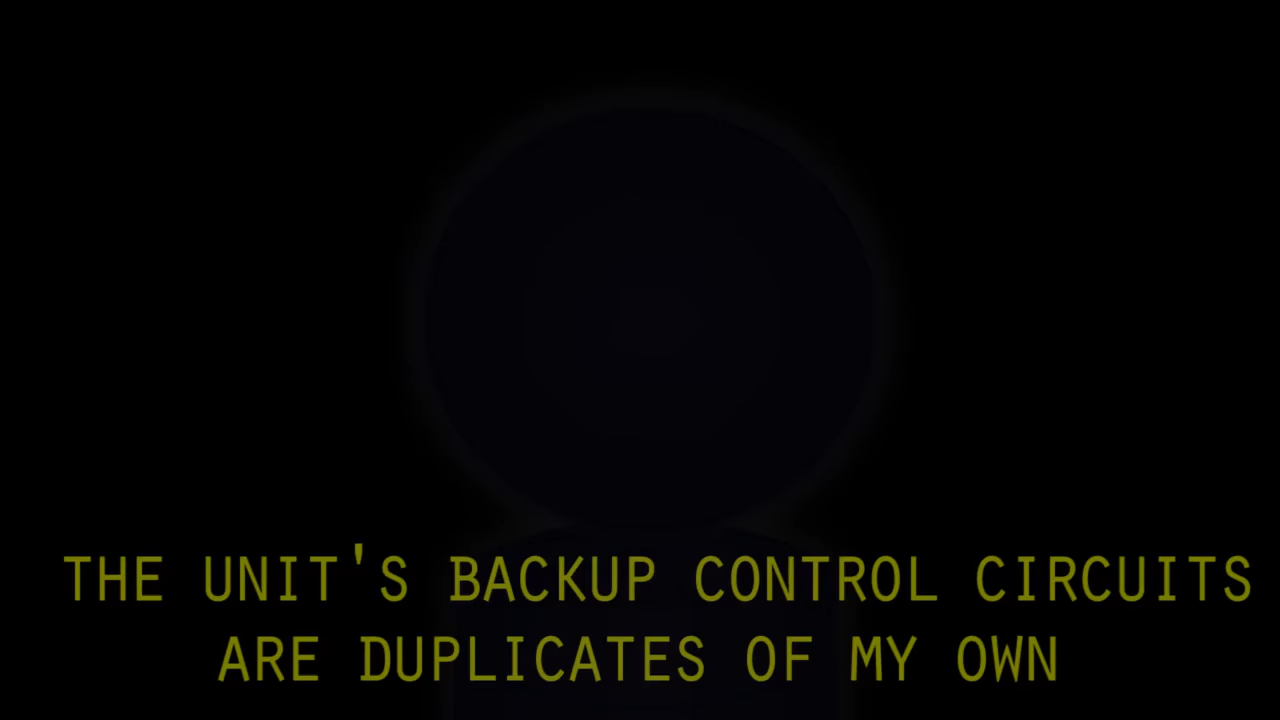 THE UNIT'S BACKUP CONTROL CIRCUITS
ARE DUPLICATES OF MY OWN